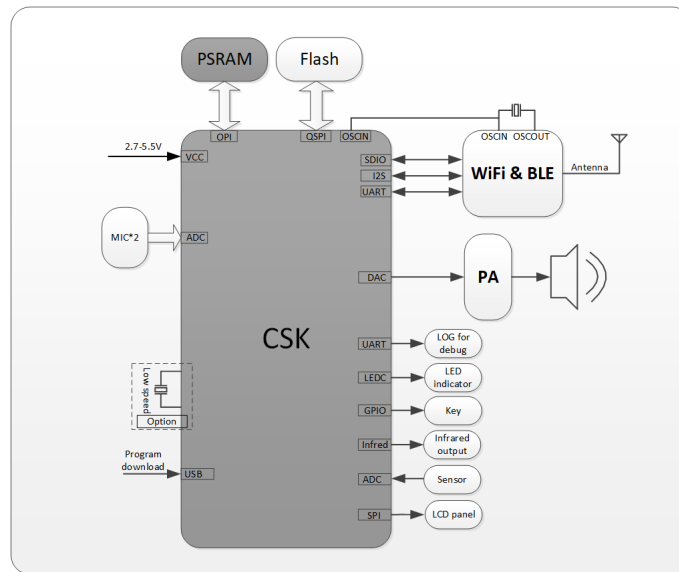 PSRAM
Flash
OPI
QSPI
OSCIN
OSCIN
OSCOUT
2.7-5.5V
VCC
SDIO
I2S
UART
WiFi & BLE
Antenna
MIC*2
ADC
DAC
PA
CSK
UART
LOG for
debug
LEDC
LED
indicator
GPIO
Key
Infred
Infrared
output
ADC
Sensor
SPI
LCD panel
Low speed
Option
Program
download
USB